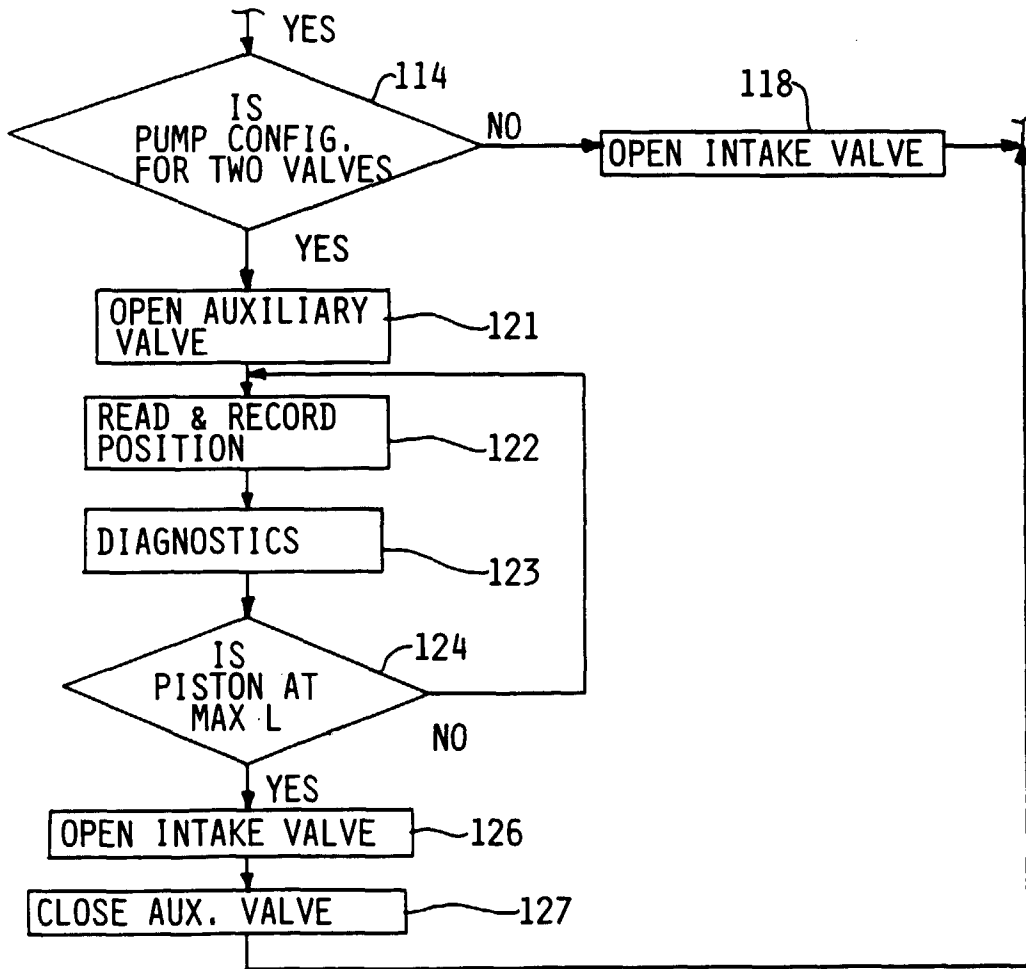 YES
114
IS
PUMP CONFIG.
FOR TWO VALVES
NO
118
OPEN INTAKE VALVE
YES
OPEN AUXILIARY
VALVE
121
READ & RECORD
POSITION
122
DIAGNOSTICS
123
IS
PISTON AT
MAX L
124
NO
YES
OPEN INTAKE VALVE
126
CLOSE AUX. VALVE
127